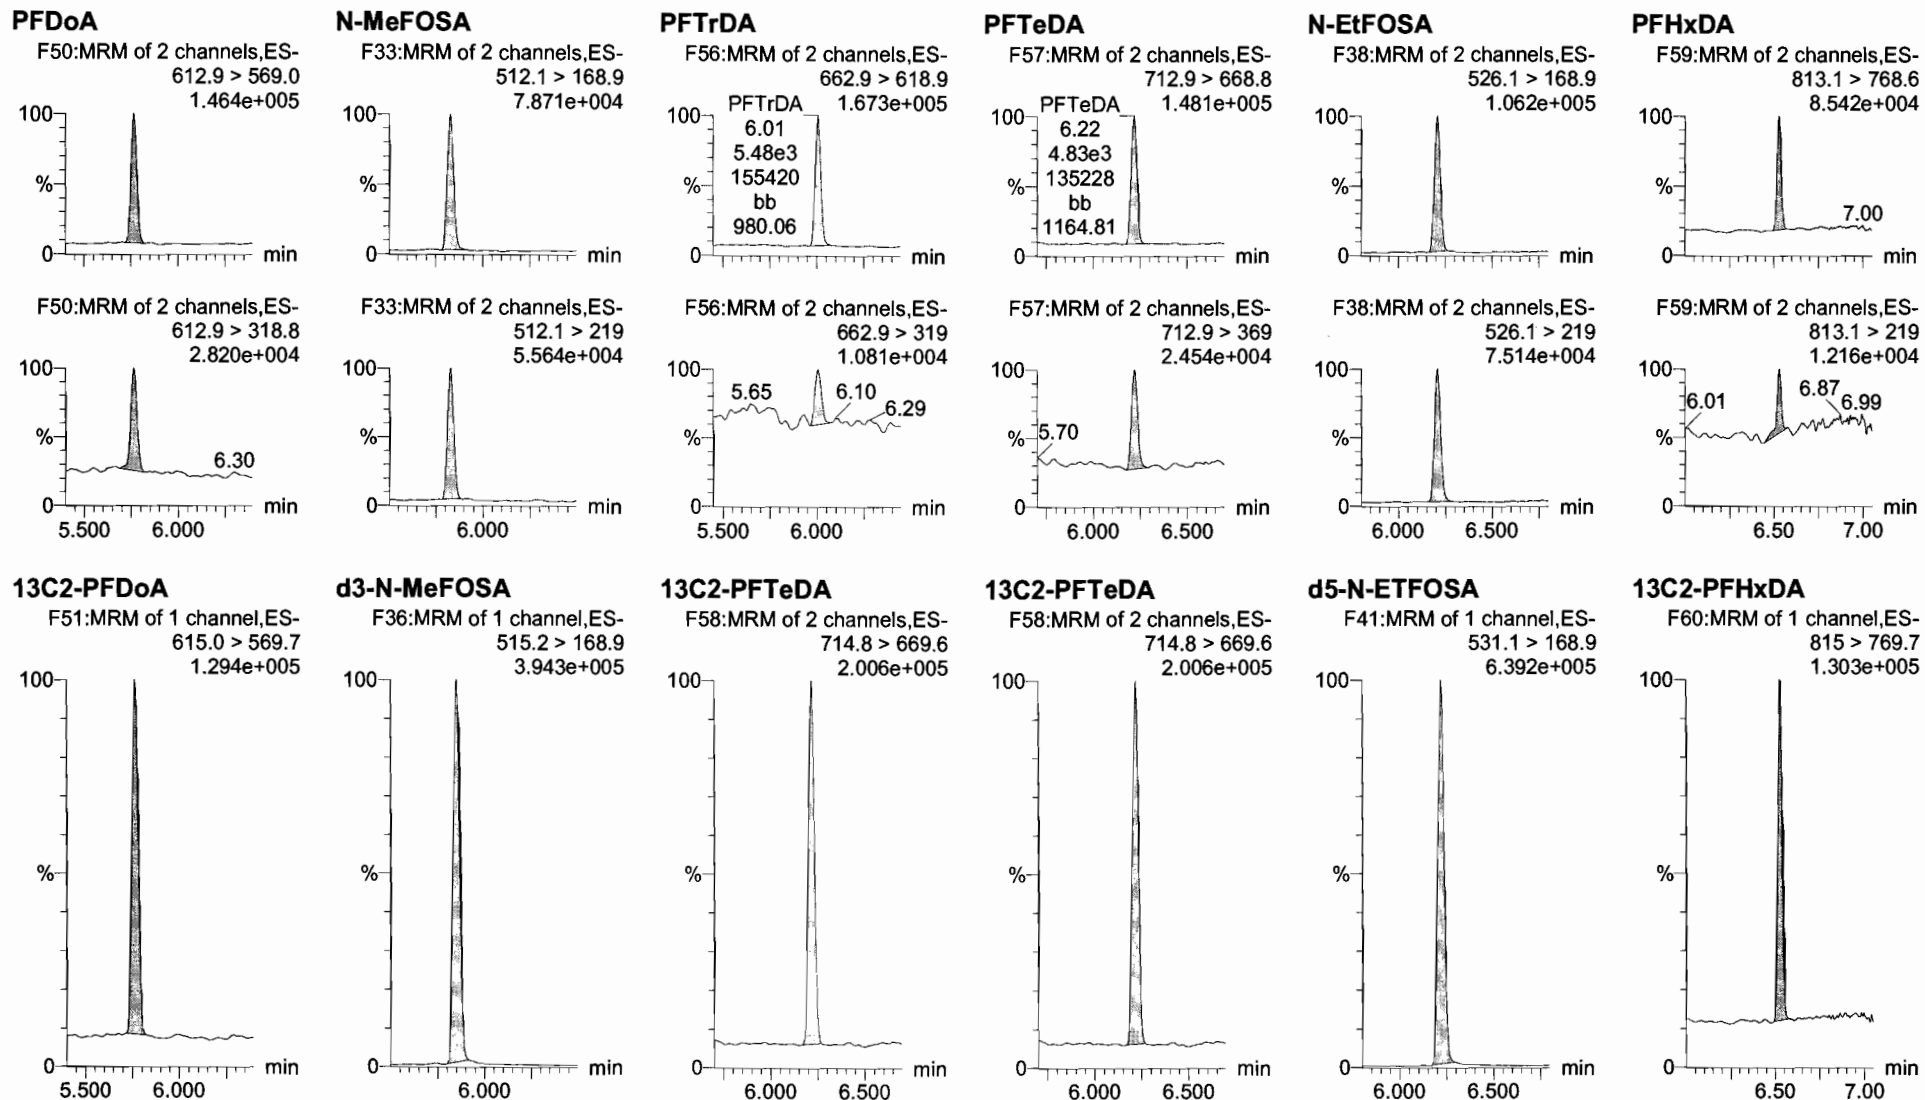 PFDoA
F50:MRM of 2 channels,ES-
612.9 > 569.0
1.464e+005
100
%
0
min
N-MeFOSA
F33:MRM of 2 channels,ES-
512.1 > 168.9
7.871e+004
100
%
0
min
PFTrDA
F56:MRM of 2 channels,ES-
662.9 > 618.9
1.673e+005
PFTrDA
6.01
5.48e3
155420
bb
980.06
100
%
0
min
PFTeDA
F57:MRM of 2 channels,ES-
712.9 > 668.8
1.481e+005
PFTeDA
6.22
4.83e3
135228
bb
1164.81
100
%
0
min
N-EtFOSA
F38:MRM of 2 channels,ES-
526.1 > 168.9
1.062e+005
100
%
0
min
PFHxDA
F59:MRM of 2 channels,ES-
813.1 > 768.6
8.542e+004
100
%
7.00
0
min
F50:MRM of 2 channels,ES-
612.9 > 318.8
2.820e+004
100
%
6.30
0
min
5.500 6.000
F33:MRM of 2 channels,ES-
512.1 > 219
5.564e+004
100
%
0
min
6.000
F56:MRM of 2 channels,ES-
662.9 > 319
1.081e+004
100
5.65 6.10 6.29
%
0
min
5.500 6.000
F57:MRM of 2 channels,ES-
712.9 > 369
2.454e+004
100
%
5.70
0
min
6.000 6.500
F38:MRM of 2 channels,ES-
526.1 > 219
7.514e+004
100
%
0
min
6.000 6.500
F59:MRM of 2 channels,ES-
813.1 > 219
1.216e+004
100
6.01 6.87 6.99
%
0
min
6.50 7.00
13C2-PFDoA
F51:MRM of 1 channel,ES-
615.0 > 569.7
1.294e+005
100
%
0
min
5.500 6.000
d3-N-MeFOSA
F36:MRM of 1 channel,ES-
515.2 > 168.9
3.943e+005
100
%
0
min
6.000
13C2-PFTeDA
F58:MRM of 2 channels,ES-
714.8 > 669.6
2.006e+005
100
%
0
min
6.000 6.500
13C2-PFTeDA
F58:MRM of 2 channels,ES-
714.8 > 669.6
2.006e+005
100
%
0
min
6.000 6.500
d5-N-ETFOSA
F41:MRM of 1 channel,ES-
531.1 > 168.9
6.392e+005
100
%
0
min
6.000 6.500
13C2-PFHxDA
F60:MRM of 1 channel,ES-
815 > 769.7
1.303e+005
100
%
0
min
6.50 7.00